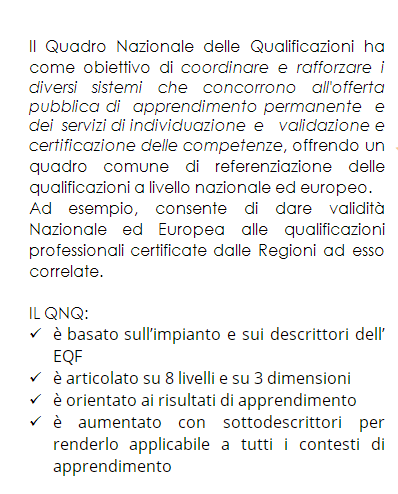 Il Quadro Nazionale delle Qualificazioni ha
come obiettivo di coordinare e rafforzare i
diversi sistemi che concorrono all'offerta
pubblica di apprendimento permanente e
dei servizi di individuazione e validazione e
certificazione delle competenze, offrendo un
quadro comune di referenziazione delle
qualificazioni a livello nazionale ed europeo.
Ad esempio, consente di dare validità
Nazionale ed Europea alle qualificazioni
professionali certificate dalle Regioni ad esso
correlate.
IL QNQ:
✓ è basato sull’impianto e sui descrittori dell’
EQF
✓ è articolato su 8 livelli e su 3 dimensioni
✓ è orientato ai risultati di apprendimento
✓ è aumentato con sottodescrittori per
renderlo applicabile a tutti i contesti di
apprendimento